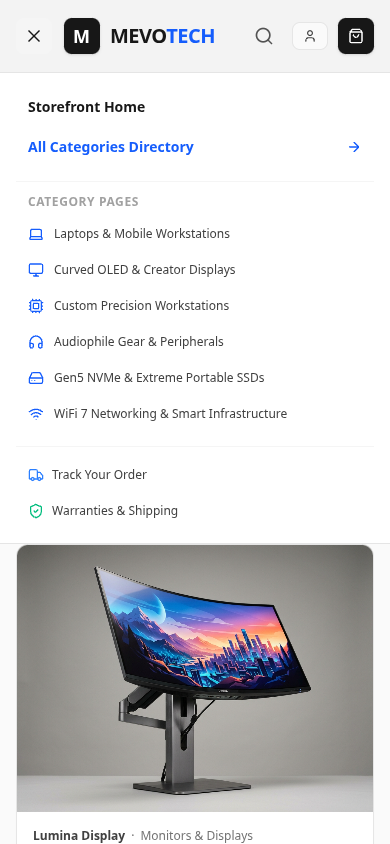 M MEVOTECH
Storefront Home
All Categories Directory
CATEGORY PAGES
Laptops & Mobile Workstations
Curved OLED & Creator Displays
Custom Precision Workstations
Audiophile Gear & Peripherals
Gen5 NVMe & Extreme Portable SSDs
WiFi 7 Networking & Smart Infrastructure
Track Your Order
Warranties & Shipping
Lumina Display · Monitors & Displays